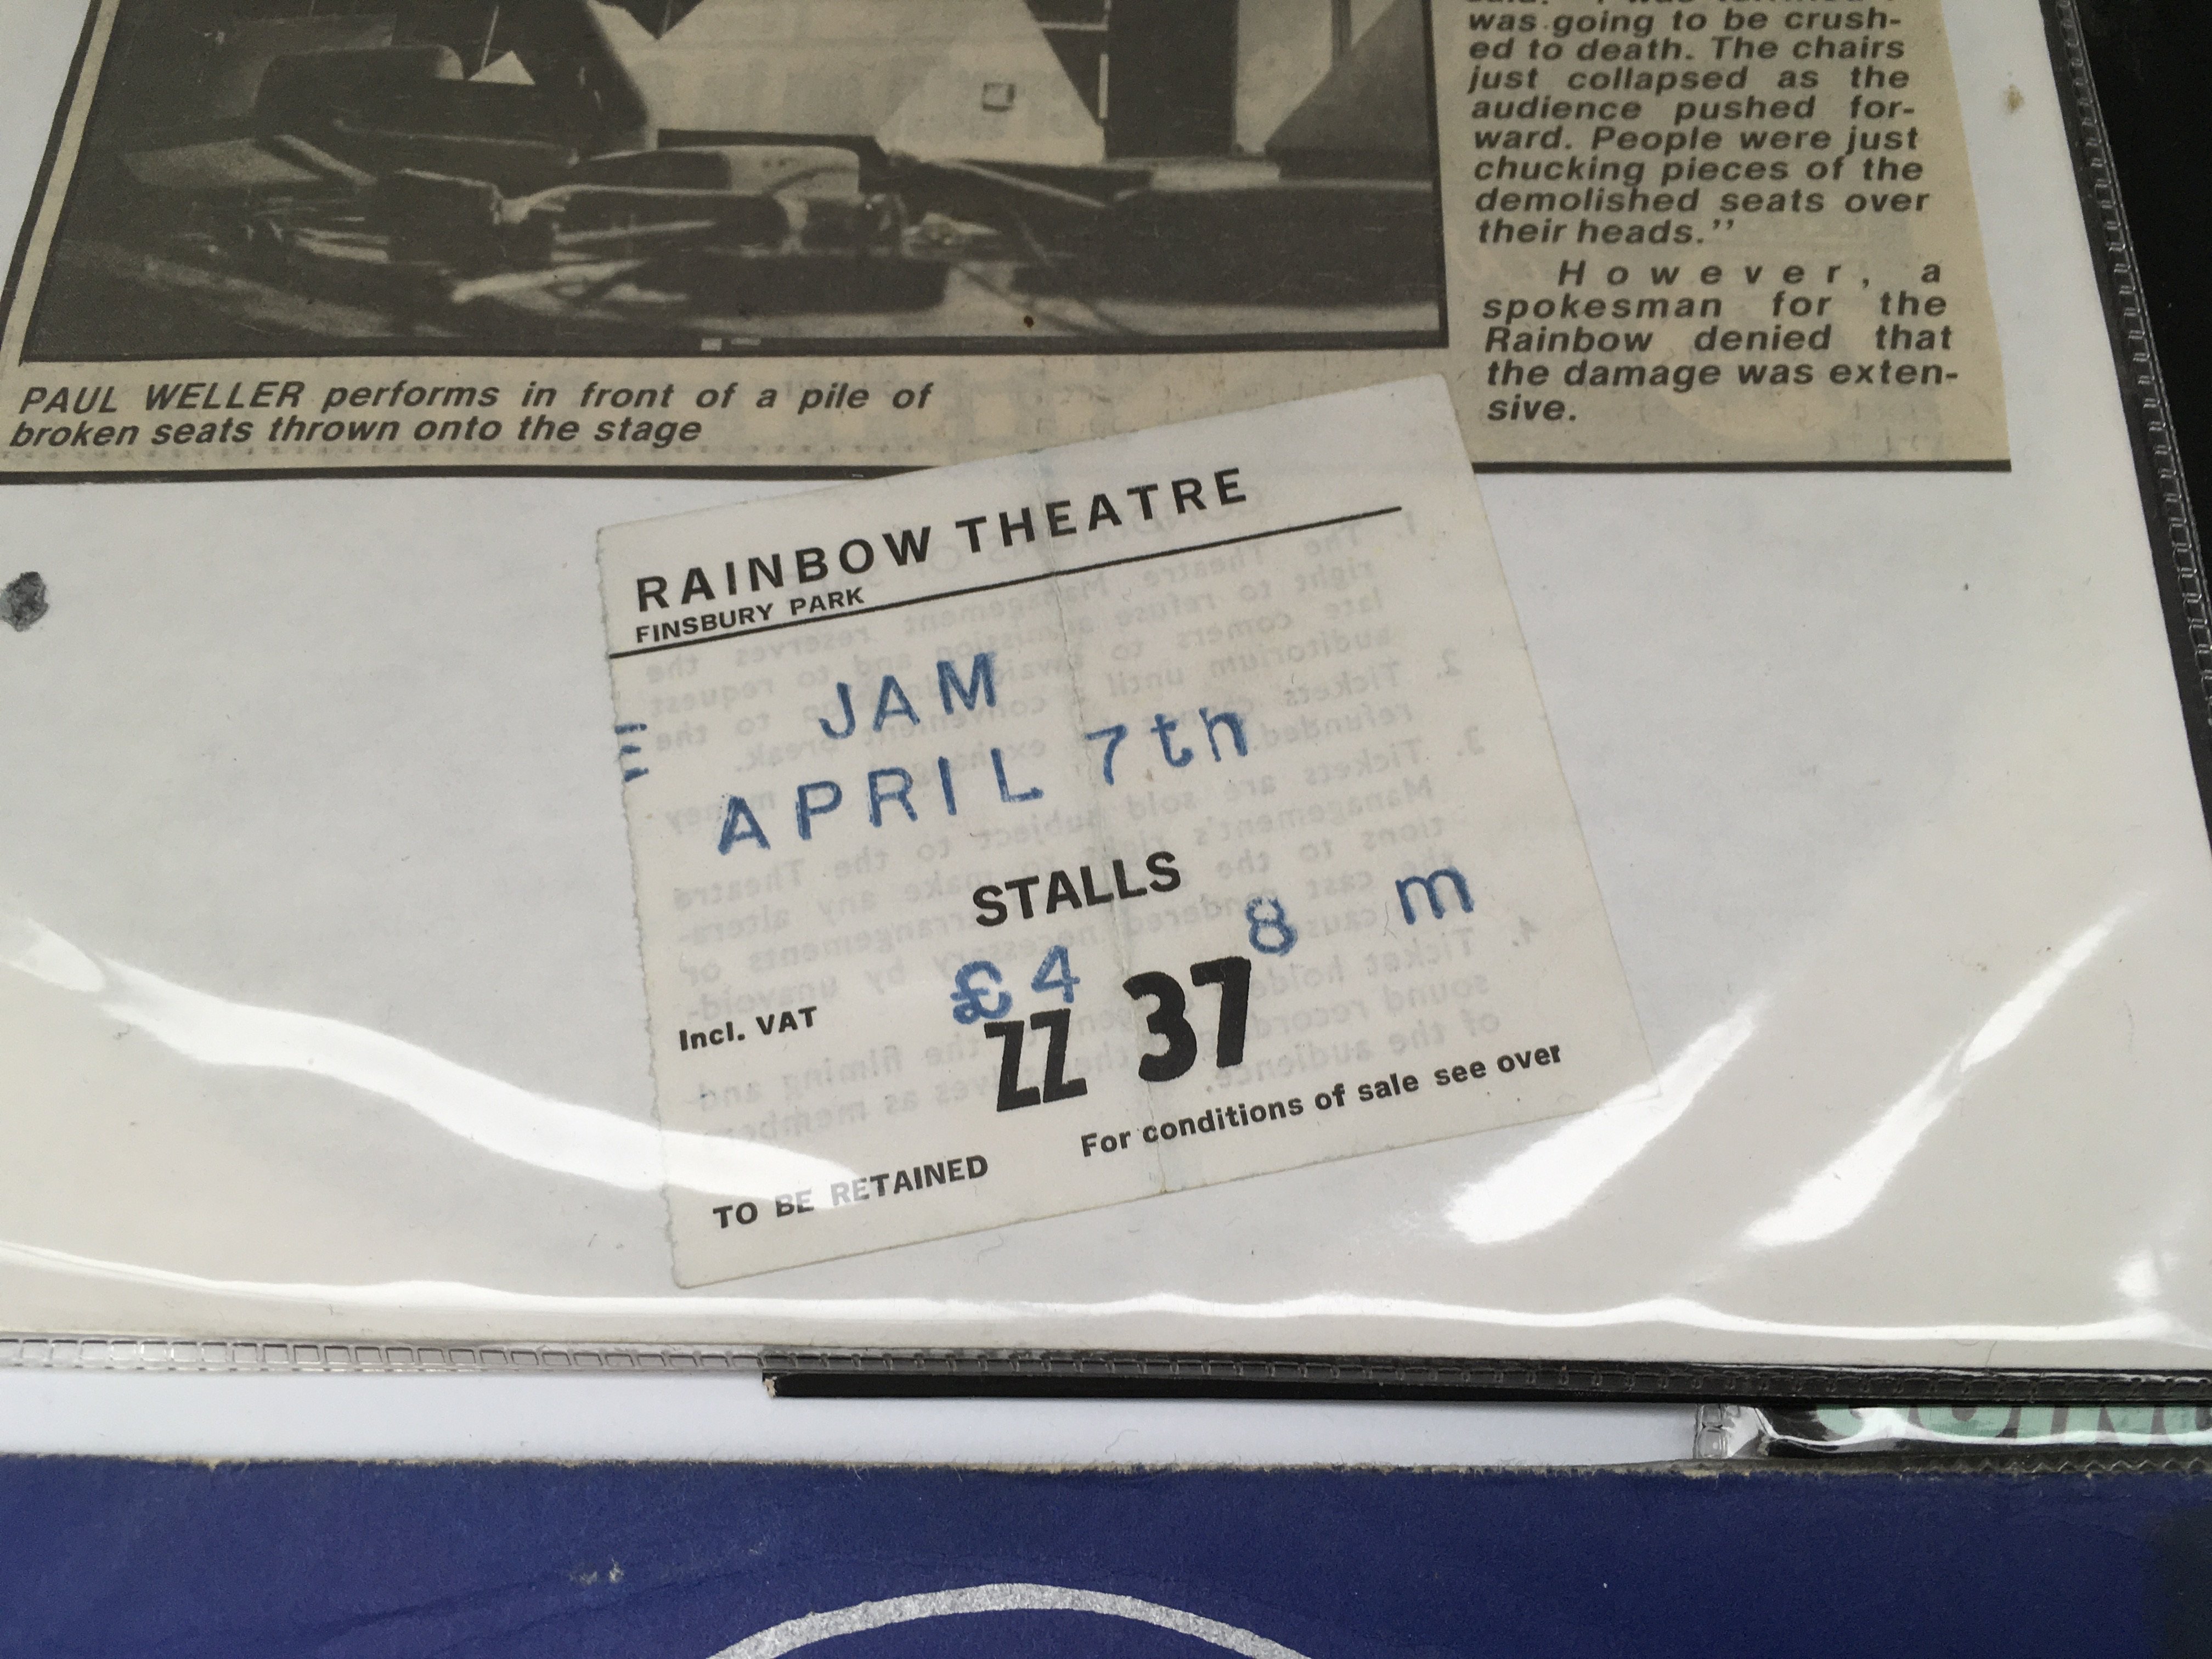 was going to be crush-
ed to death. The chairs
just collapsed as the
audience pushed for-
ward. People were just
chucking pieces of the
demolished seats over
their heads.”
However, a
spokesman for the
Rainbow denied that
the damage was exten-
sive.
PAUL WELLER performs in front of a pile of
broken seats thrown onto the stage
RAINBOW THEATRE
FINSBURY PARK
JAM
APRIL 7th
STALLS
8 m
£4
Incl. VAT
ZZ 37
For conditions of sale see over
TO BE RETAINED